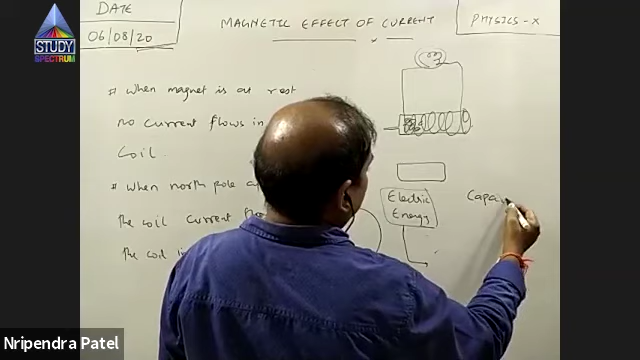 DATE
06/08/20
MAGNETIC EFFECT OF CURRENT
PHYSICS - X
STUDY
SPECTRUM
# When magnet is at rest
no current flows in
Coil.
# When north pole
the coil current
the coil
Electric
Energy
Capa
Nripendra Patel